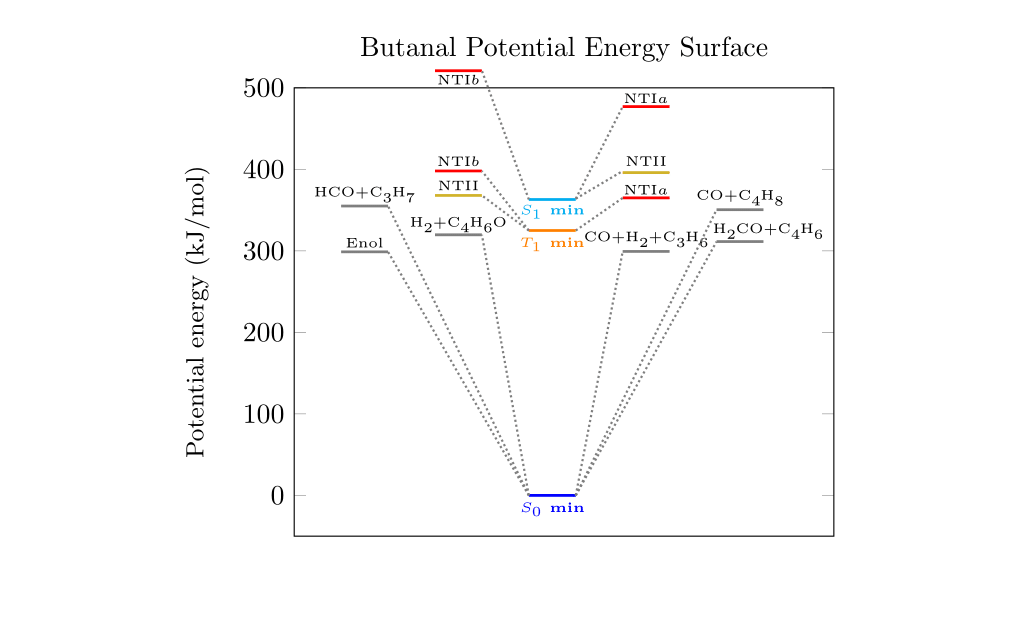 Butanal Potential Energy Surface
Potential energy (kJ/mol)
500
400
300
200
100
0
NTIb
NTIa
NTIb
NTII
NTII
NTIa
HCO+C₃H₇
CO+C₄H₈
S₁ min
H₂+C₄H₆O
H₂CO+C₄H₆
Enol
T₁ min
CO+H₂+C₃H₆
S₀ min